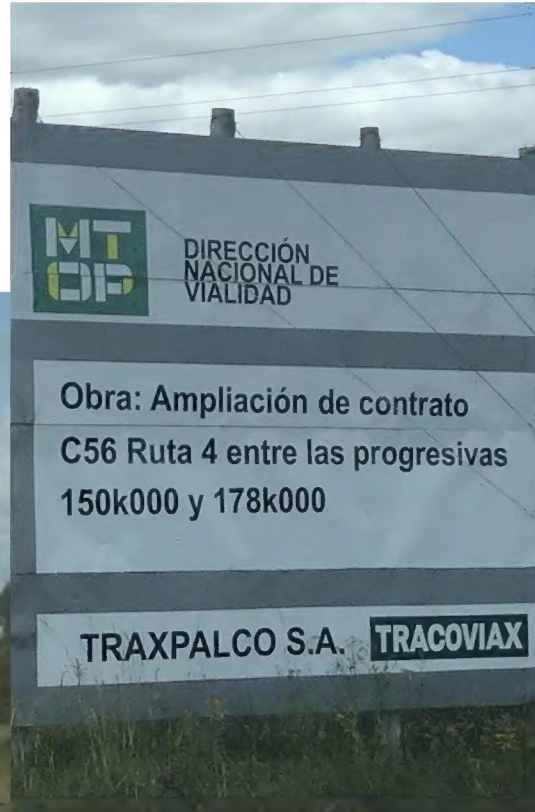 MT
OP
DIRECCIÓN
NACIONAL DE
VIALIDAD
Obra: Ampliación de contrato
C56 Ruta 4 entre las progresivas
150k000 y 178k000
TRAXPALCO S.A. TRACOVIAX